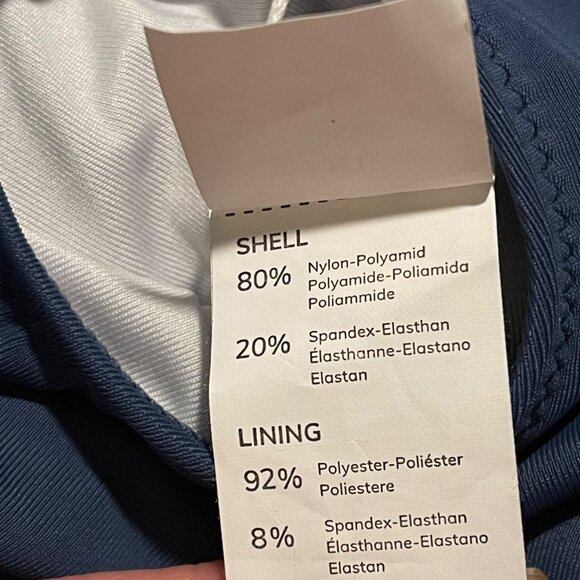 SHELL
80% Nylon-Polyamid
Polyamide-Poliamida
Poliammide
20% Spandex-Elasthan
Élasthanne-Elastano
Elastan
LINING
92% Polyester-Poliéster
Poliestere
8% Spandex-Elasthan
Élasthanne-Elastano
Elastan